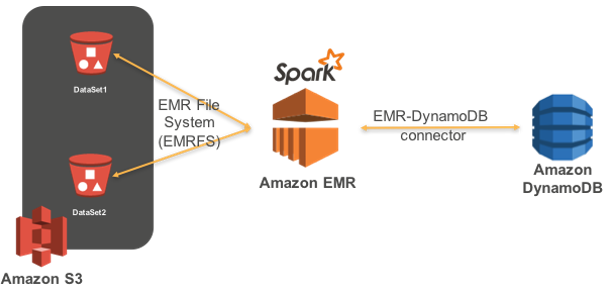 DataSet1
EMR File
System
(EMRFS)
DataSet2
Amazon S3
Spark
Amazon EMR
EMR-DynamoDB
connector
Amazon
DynamoDB